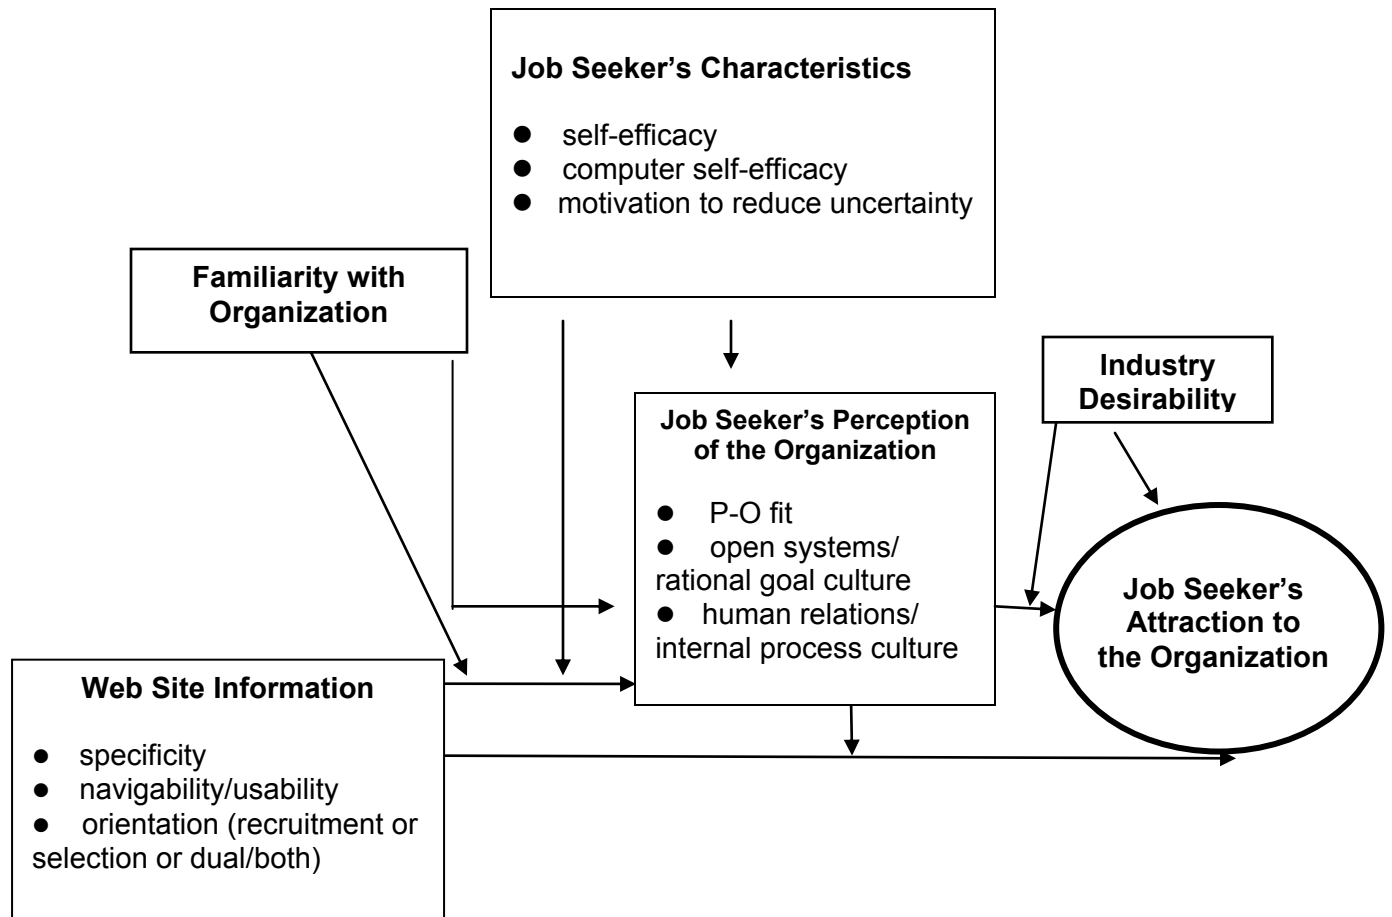 Job Seeker’s Characteristics
● self-efficacy
● computer self-efficacy
● motivation to reduce uncertainty
Familiarity with
Organization
Industry
Desirability
Job Seeker’s Perception
of the Organization
● P-O fit
● open systems/
rational goal culture
● human relations/
internal process culture
Job Seeker’s
Attraction to
the Organization
Web Site Information
● specificity
● navigability/usability
● orientation (recruitment or
selection or dual/both)